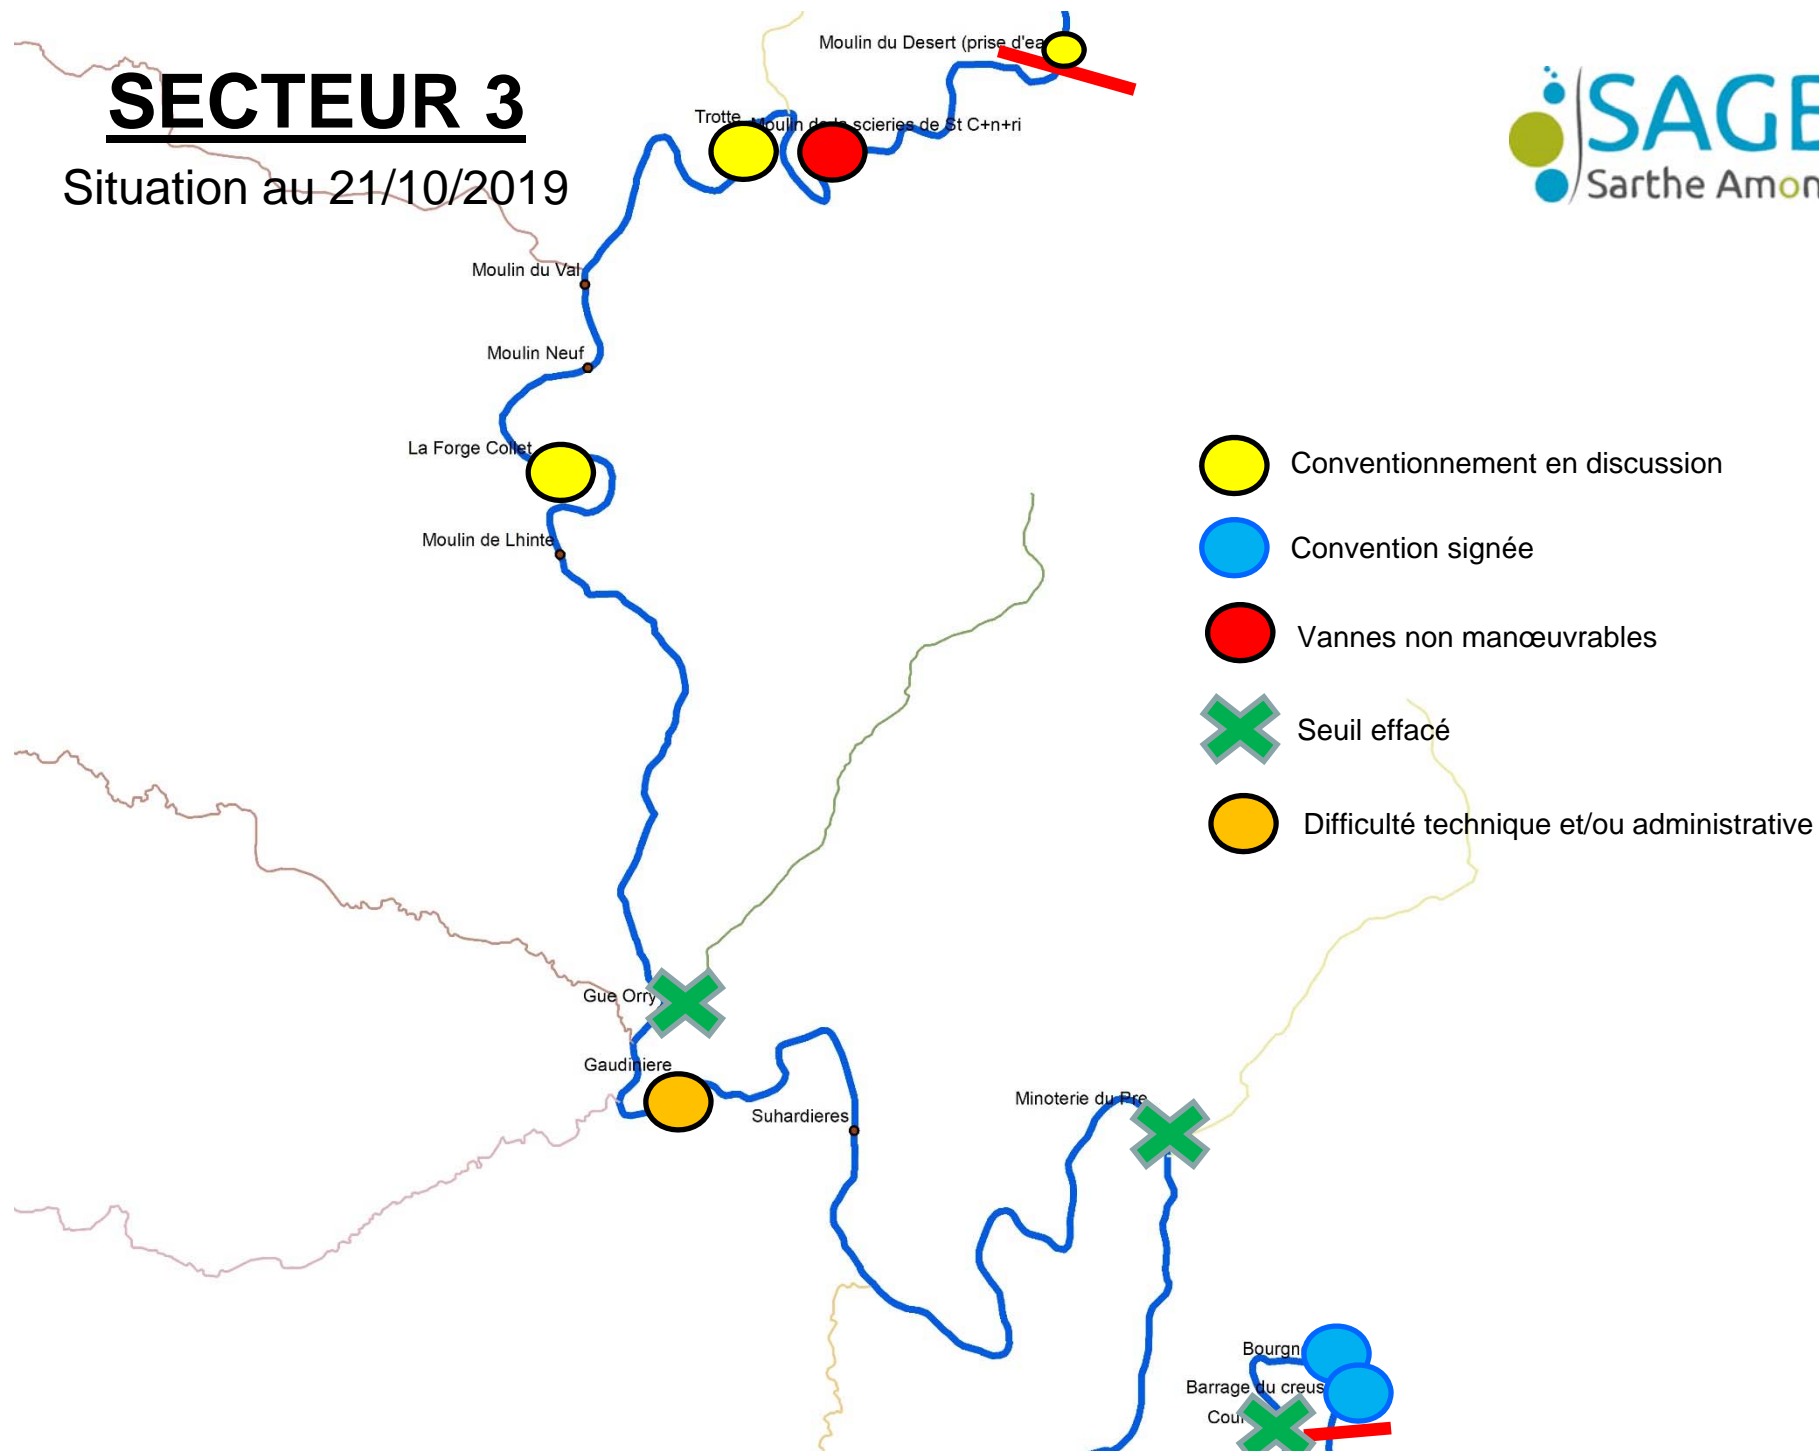 SECTEUR 3
Situation au 21/10/2019
Moulin du Desert (prise d'ea
SAGE
Sarthe Amon
Trotte
Moulin de la scieries de St C+n+ri
Moulin du Val
Moulin Neuf
La Forge Collet
Moulin de Lhinte
Conventionnement en discussion
Convention signée
Vannes non manœuvrables
Seuil effacé
Difficulté technique et/ou administrative
Gue Orry
Gaudiniere
Suhardieres
Minoterie du Pre
Bourgn
Barrage du creus